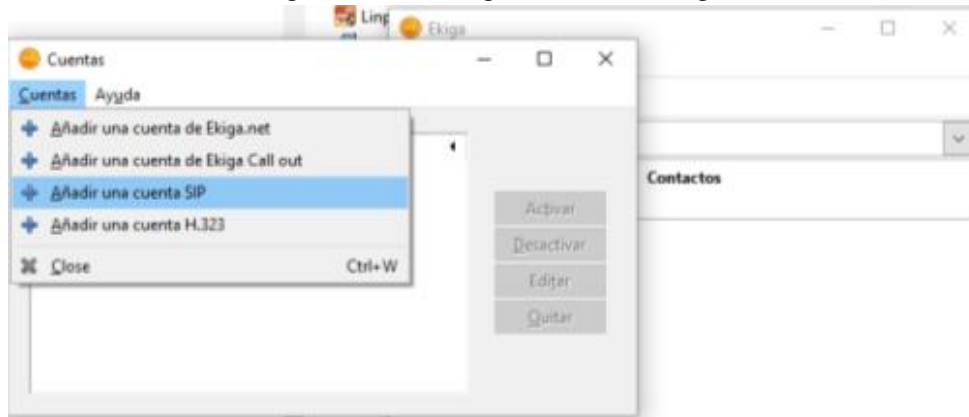 Linp
Ekiga
Cuentas
Cuentas Ayuda
Añadir una cuenta de Ekiga.net
Añadir una cuenta de Ekiga Call out
Añadir una cuenta SIP
Añadir una cuenta H.323
Close Ctrl+W
Contactos
Activar
Desactivar
Editar
Quitar